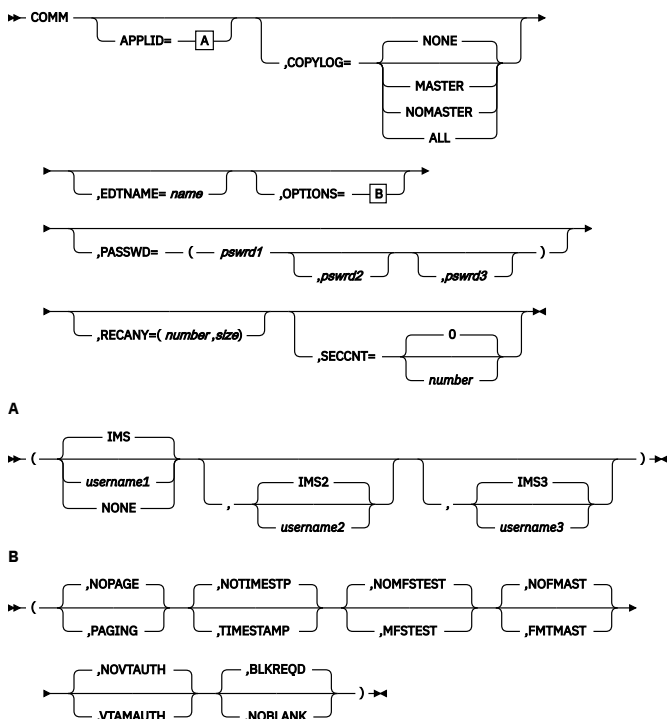 COMM
APPLID= A
,COPYLOG=
NONE
MASTER
NOMASTER
ALL
,EDTNAME= name
,OPTIONS= B
,PASSWD= ( pswrd1
,pswrd2
,pswrd3
)
,RECANY=( number ,size)
,SECCNT=
0
number
A
(
IMS
username1
NONE
,
IMS2
username2
,
IMS3
username3
)
B
(
,NOPAGE
,PAGING
,NOTIMESTP
,TIMESTAMP
,NOMFSTEST
,MFSTEST
,NOFMAST
,FMTMAST
,NOVTAUTH
,VTAMAUTH
,BLKREQD
,NOBLANK
)